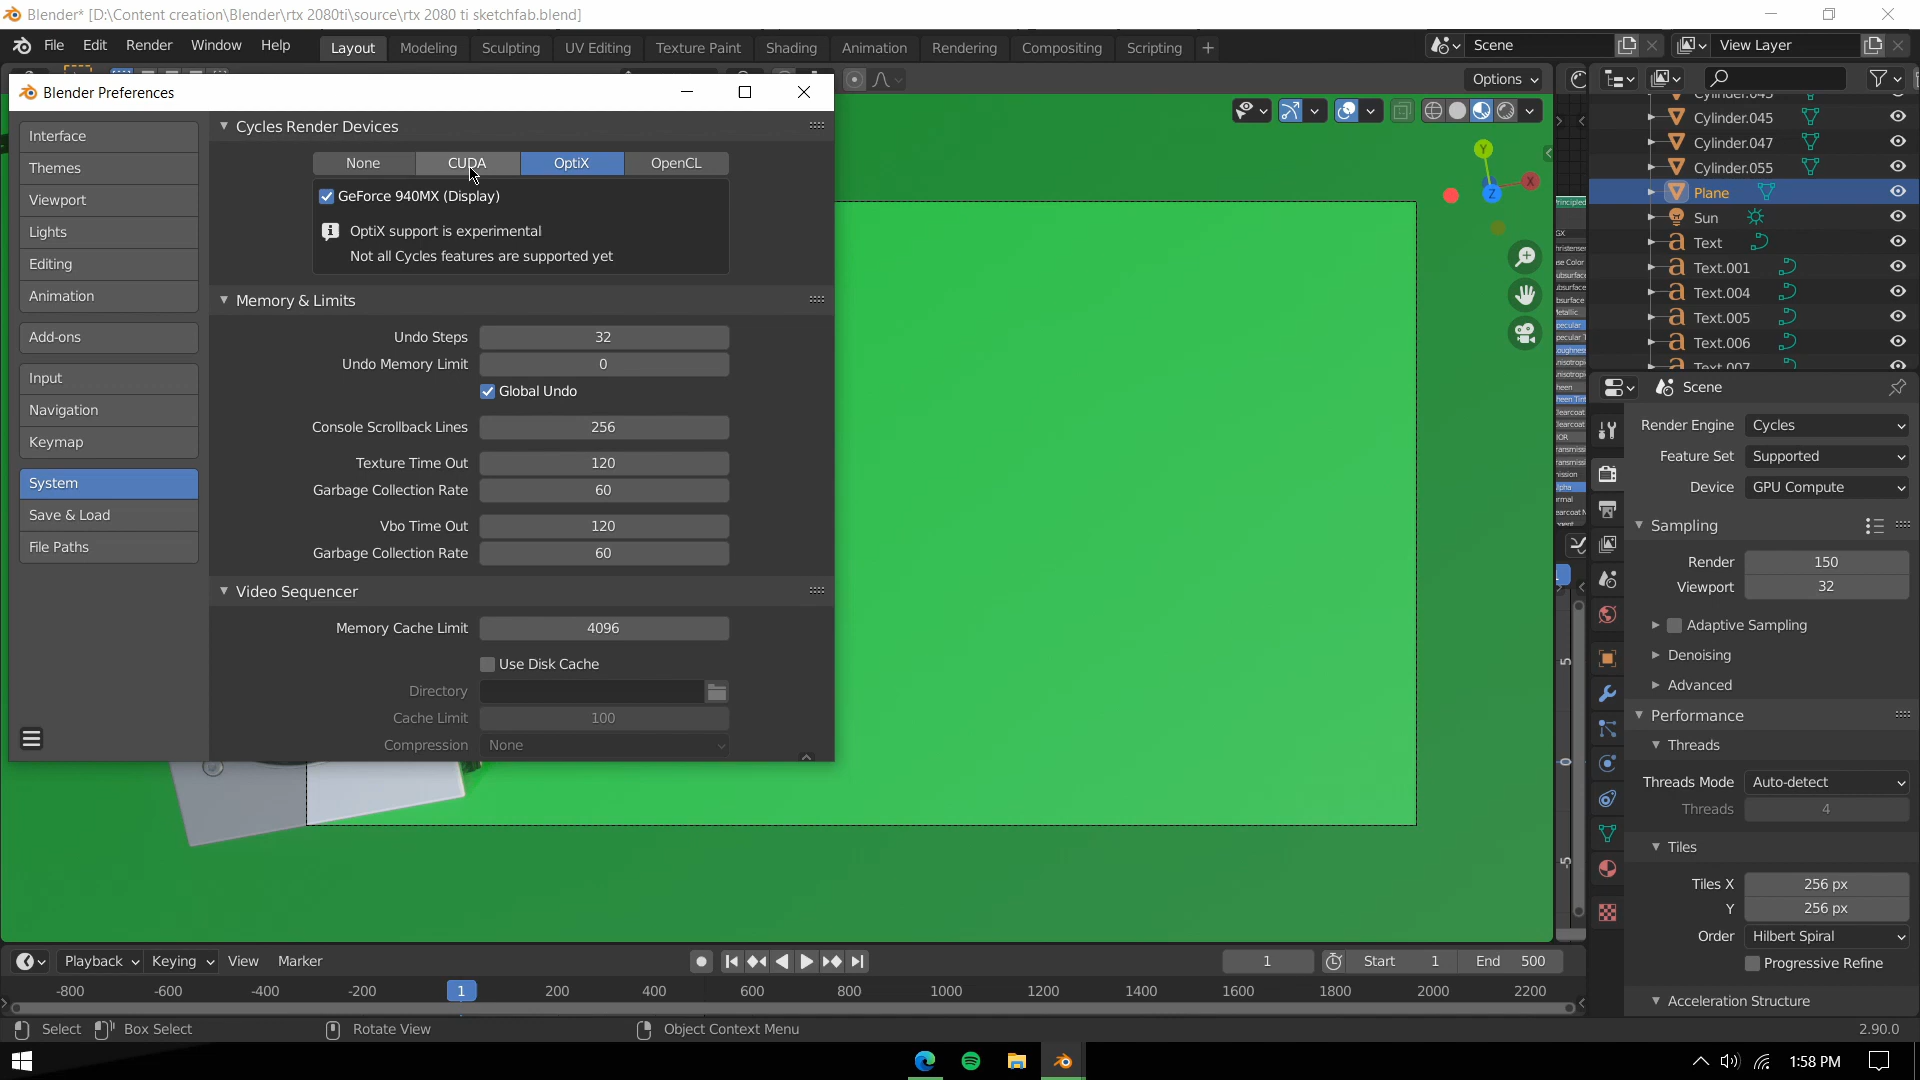 Blender* [D:\Content creation\Blender\rtx 2080ti\source\rtx 2080 ti sketchfab.blend]
File Edit Render Window Help
Layout Modeling Sculpting UV Editing Texture Paint Shading Animation Rendering Compositing Scripting +
Scene
View Layer
Options
Blender Preferences
Interface
Themes
Viewport
Lights
Editing
Animation
Add-ons
Input
Navigation
Keymap
System
Save & Load
File Paths
Cycles Render Devices
None CUDA OptiX OpenCL
GeForce 940MX (Display)
OptiX support is experimental
Not all Cycles features are supported yet
Memory & Limits
Undo Steps 32
Undo Memory Limit 0
Global Undo
Console Scrollback Lines 256
Texture Time Out 120
Garbage Collection Rate 60
Vbo Time Out 120
Garbage Collection Rate 60
Video Sequencer
Memory Cache Limit 4096
Use Disk Cache
Directory
Cache Limit 100
Compression None
Y
X
Z
Cylinder.045
Cylinder.047
Cylinder.055
Plane
Sun
Text
Text.001
Text.004
Text.005
Text.006
Text.007
Scene
Render Engine Cycles
Feature Set Supported
Device GPU Compute
Sampling
Render 150
Viewport 32
Adaptive Sampling
Denoising
Advanced
Performance
Threads
Threads Mode Auto-detect
Threads 4
Tiles
Tiles X 256 px
Y 256 px
Order Hilbert Spiral
Progressive Refine
Acceleration Structure
5
0
-5
Playback Keying View Marker
1
Start 1
End 500
-800 -600 -400 -200 1 200 400 600 800 1000 1200 1400 1600 1800 2000 2200
Select Box Select Rotate View Object Context Menu
2.90.0
1:58 PM